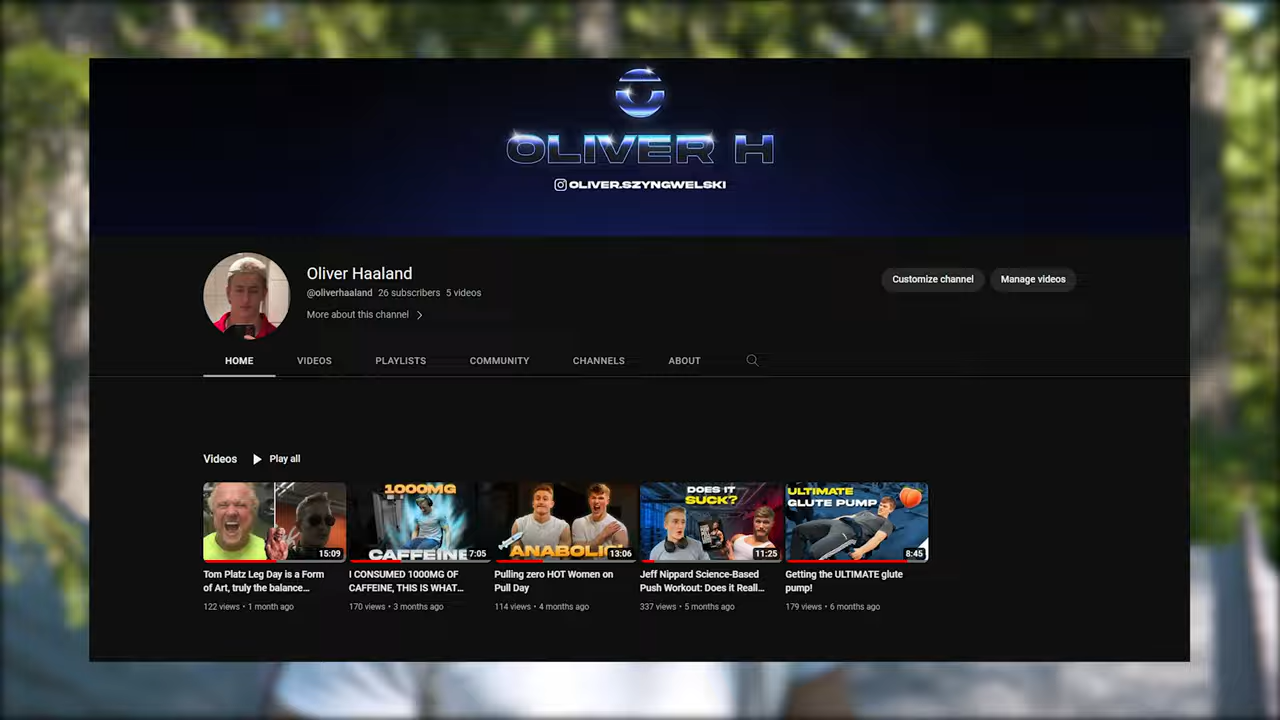 OLIVER H
OLIVER.SZYNGWELSKI
Oliver Haaland
@oliverhaaland 26 subscribers 5 videos
More about this channel
Customize channel
Manage videos
HOME VIDEOS PLAYLISTS COMMUNITY CHANNELS ABOUT
Videos Play all
15:09
1000MG
CAFFEINE
7:05
ANABOLIC
13:06
DOES IT
SUCK?
11:25
ULTIMATE
GLUTE PUMP
8:45
Tom Platz Leg Day is a Form
of Art, truly the balance...
122 views • 1 month ago
I CONSUMED 1000MG OF
CAFFEINE, THIS IS WHAT...
170 views • 3 months ago
Pulling zero HOT Women on
Pull Day
114 views • 4 months ago
Jeff Nippard Science-Based
Push Workout: Does it Reall...
337 views • 5 months ago
Getting the ULTIMATE glute
pump!
179 views • 6 months ago